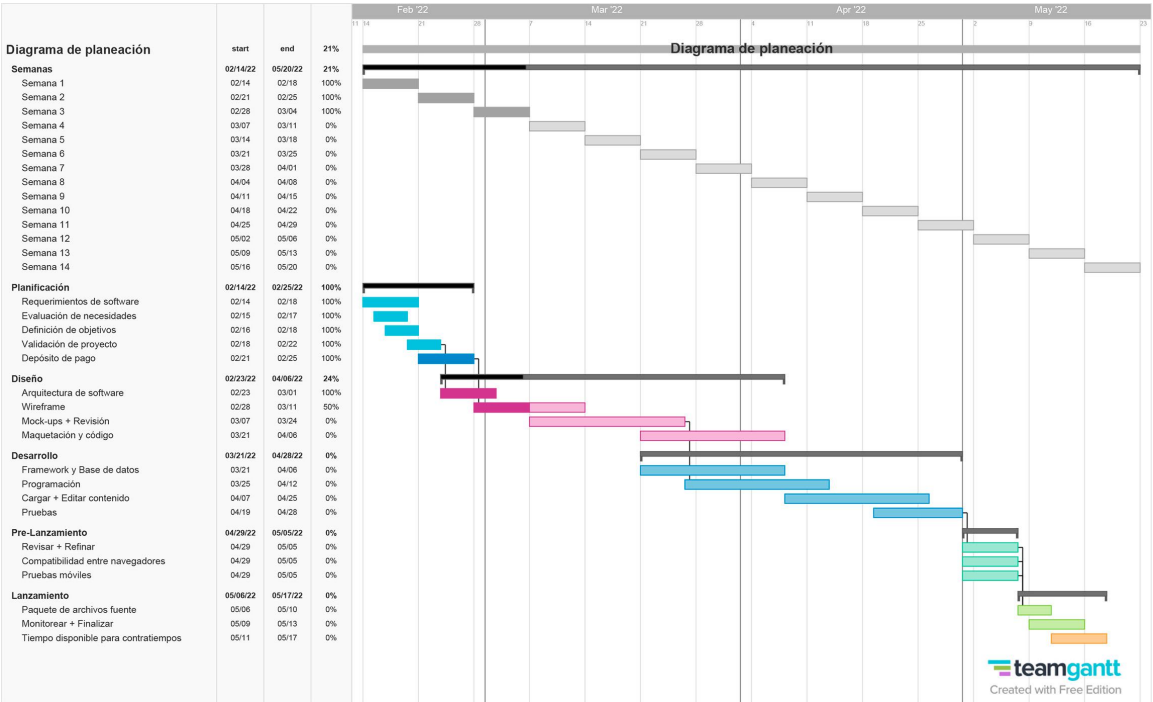 Feb '22 Mar '22 Apr '22 May '22
11 14 21 28 7 14 21 28 4 11 18 25 2 9 16 23
Diagrama de planeación start end 21% Diagrama de planeación
Semanas 02/14/22 05/20/22 21%
Semana 1 02/14 02/18 100%
Semana 2 02/21 02/25 100%
Semana 3 02/28 03/04 100%
Semana 4 03/07 03/11 0%
Semana 5 03/14 03/18 0%
Semana 6 03/21 03/25 0%
Semana 7 03/28 04/01 0%
Semana 8 04/04 04/08 0%
Semana 9 04/11 04/15 0%
Semana 10 04/18 04/22 0%
Semana 11 04/25 04/29 0%
Semana 12 05/02 05/06 0%
Semana 13 05/09 05/13 0%
Semana 14 05/16 05/20 0%
Planificación 02/14/22 02/25/22 100%
Requerimientos de software 02/14 02/18 100%
Evaluación de necesidades 02/15 02/17 100%
Definición de objetivos 02/16 02/18 100%
Validación de proyecto 02/18 02/22 100%
Depósito de pago 02/21 02/25 100%
Diseño 02/23/22 04/06/22 24%
Arquitectura de software 02/23 03/01 100%
Wireframe 02/28 03/11 50%
Mock-ups + Revisión 03/07 03/24 0%
Maquetación y código 03/21 04/06 0%
Desarrollo 03/21/22 04/28/22 0%
Framework y Base de datos 03/21 04/06 0%
Programación 03/25 04/12 0%
Cargar + Editar contenido 04/07 04/25 0%
Pruebas 04/19 04/28 0%
Pre-Lanzamiento 04/29/22 05/05/22 0%
Revisar + Refinar 04/29 05/05 0%
Compatibilidad entre navegadores 04/29 05/05 0%
Pruebas móviles 04/29 05/05 0%
Lanzamiento 05/06/22 05/17/22 0%
Paquete de archivos fuente 05/06 05/10 0%
Monitorear + Finalizar 05/09 05/13 0%
Tiempo disponible para contratiempos 05/11 05/17 0%
teamgantt
Created with Free Edition